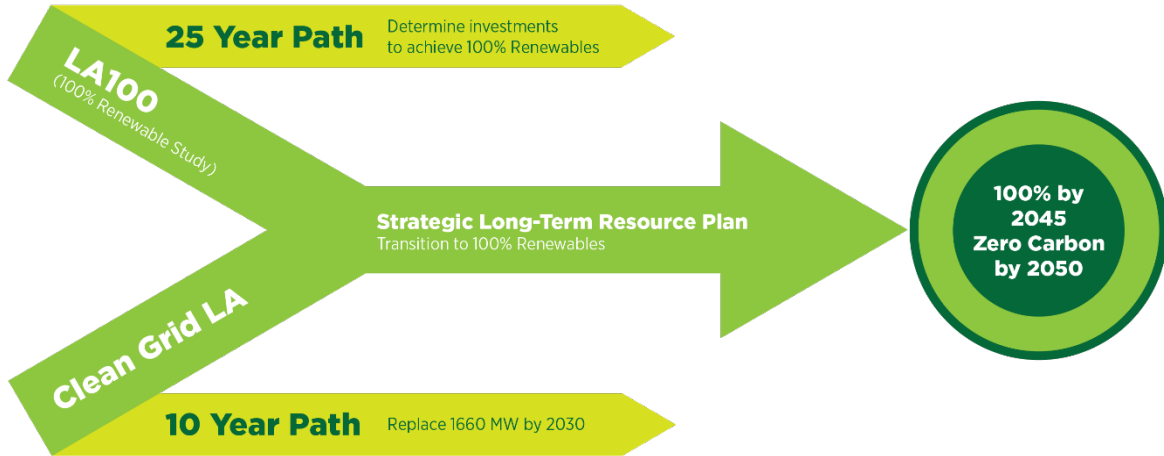 25 Year Path
Determine investments
to achieve 100% Renewables
LA100
(100% Renewable Study)
Strategic Long-Term Resource Plan
Transition to 100% Renewables
100% by
2045
Zero Carbon
by 2050
Clean Grid LA
10 Year Path
Replace 1660 MW by 2030